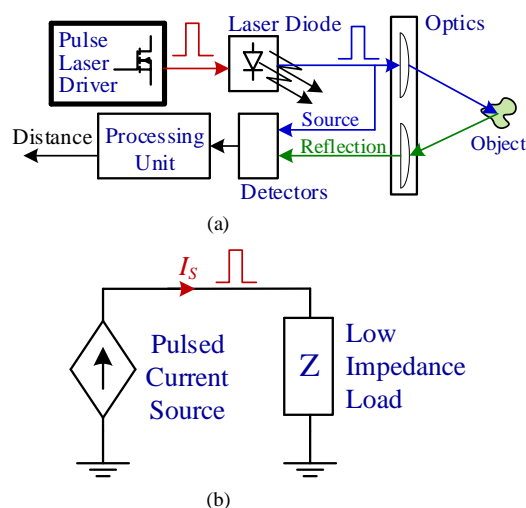 Pulse
Laser
Driver
Laser Diode
Optics
Source
Reflection
Object
Distance
Processing
Unit
Detectors
(a)
I_S
Pulsed
Current
Source
Z
Low
Impedance
Load
(b)